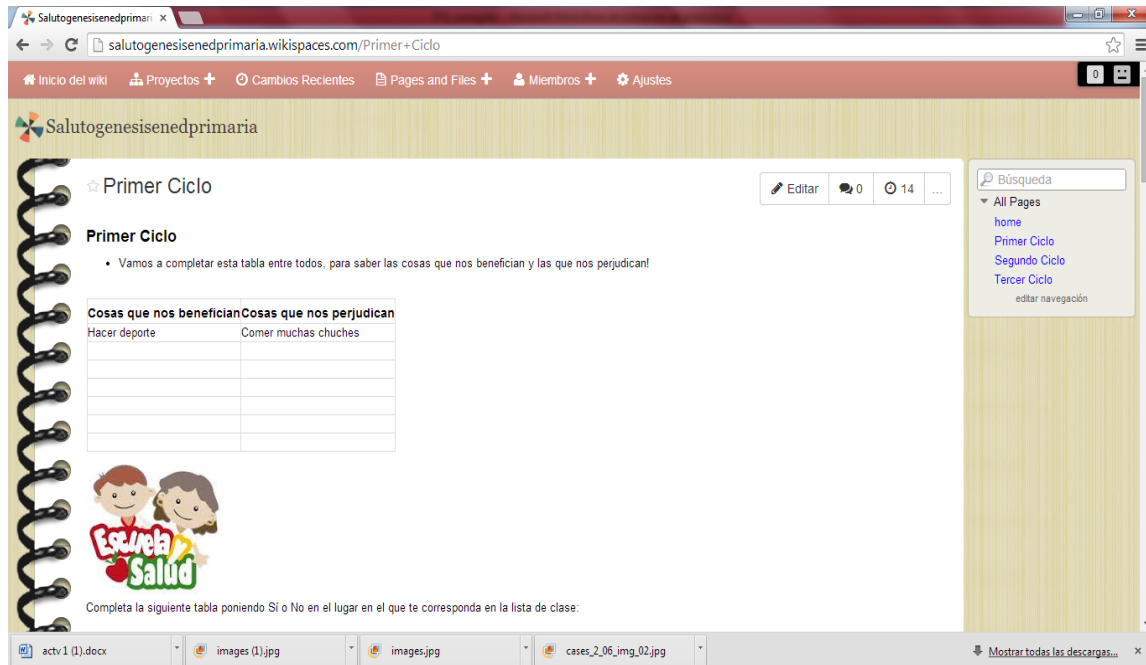 Salutogenesisenedprimari
salutogenesisenedprimaria.wikispaces.com/Primer+Ciclo
Inicio del wiki Proyectos Cambios Recientes Pages and Files Miembros Ajustes 0
Salutogenesisenedprimaria
Primer Ciclo
Editar 0 14 ...
Búsqueda
All Pages
home
Primer Ciclo
Segundo Ciclo
Tercer Ciclo
editar navegación
Primer Ciclo
• Vamos a completar esta tabla entre todos, para saber las cosas que nos benefician y las que nos perjudican!
Cosas que nos benefician Cosas que nos perjudican
Hacer deporte Comer muchas chuches
Escuela y
Salud
Completa la siguiente tabla poniendo Sí o No en el lugar en el que te corresponda en la lista de clase:
actv 1 (1).docx images (1).jpg images.jpg cases_2_06_img_02.jpg Mostrar todas las descargas...